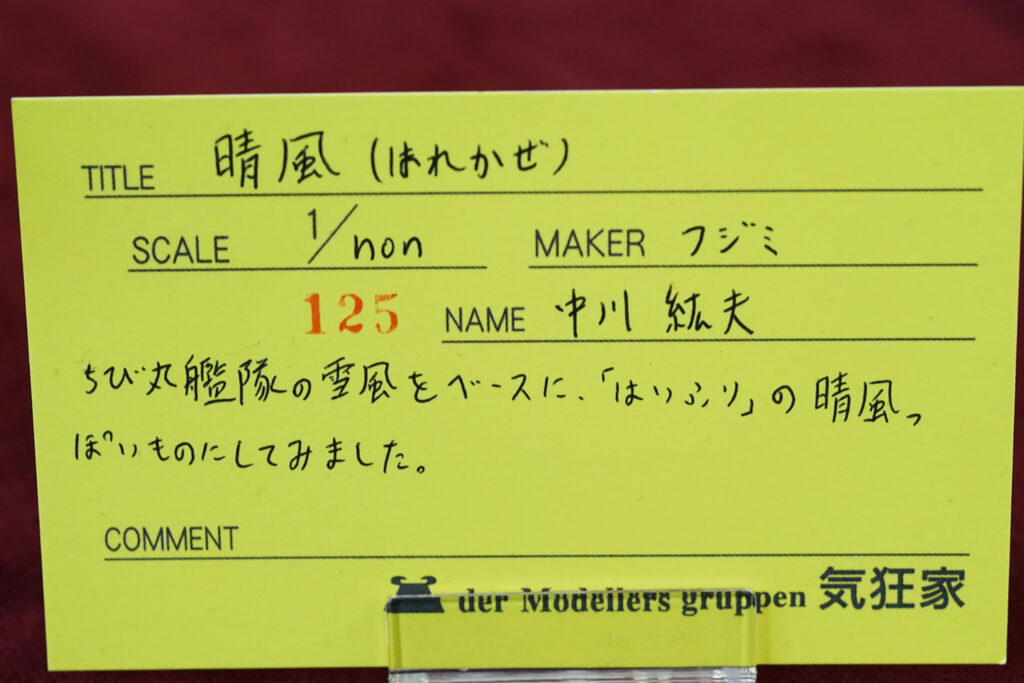 TITLE 晴風(はれかぜ)
SCALE 1/non MAKER フジミ
125 NAME 中川 紘夫
ちび丸艦隊の雪風をベースに、「はいふり」の晴風っ
ぽいものにしてみました。
COMMENT
der Modellers gruppen 気狂家